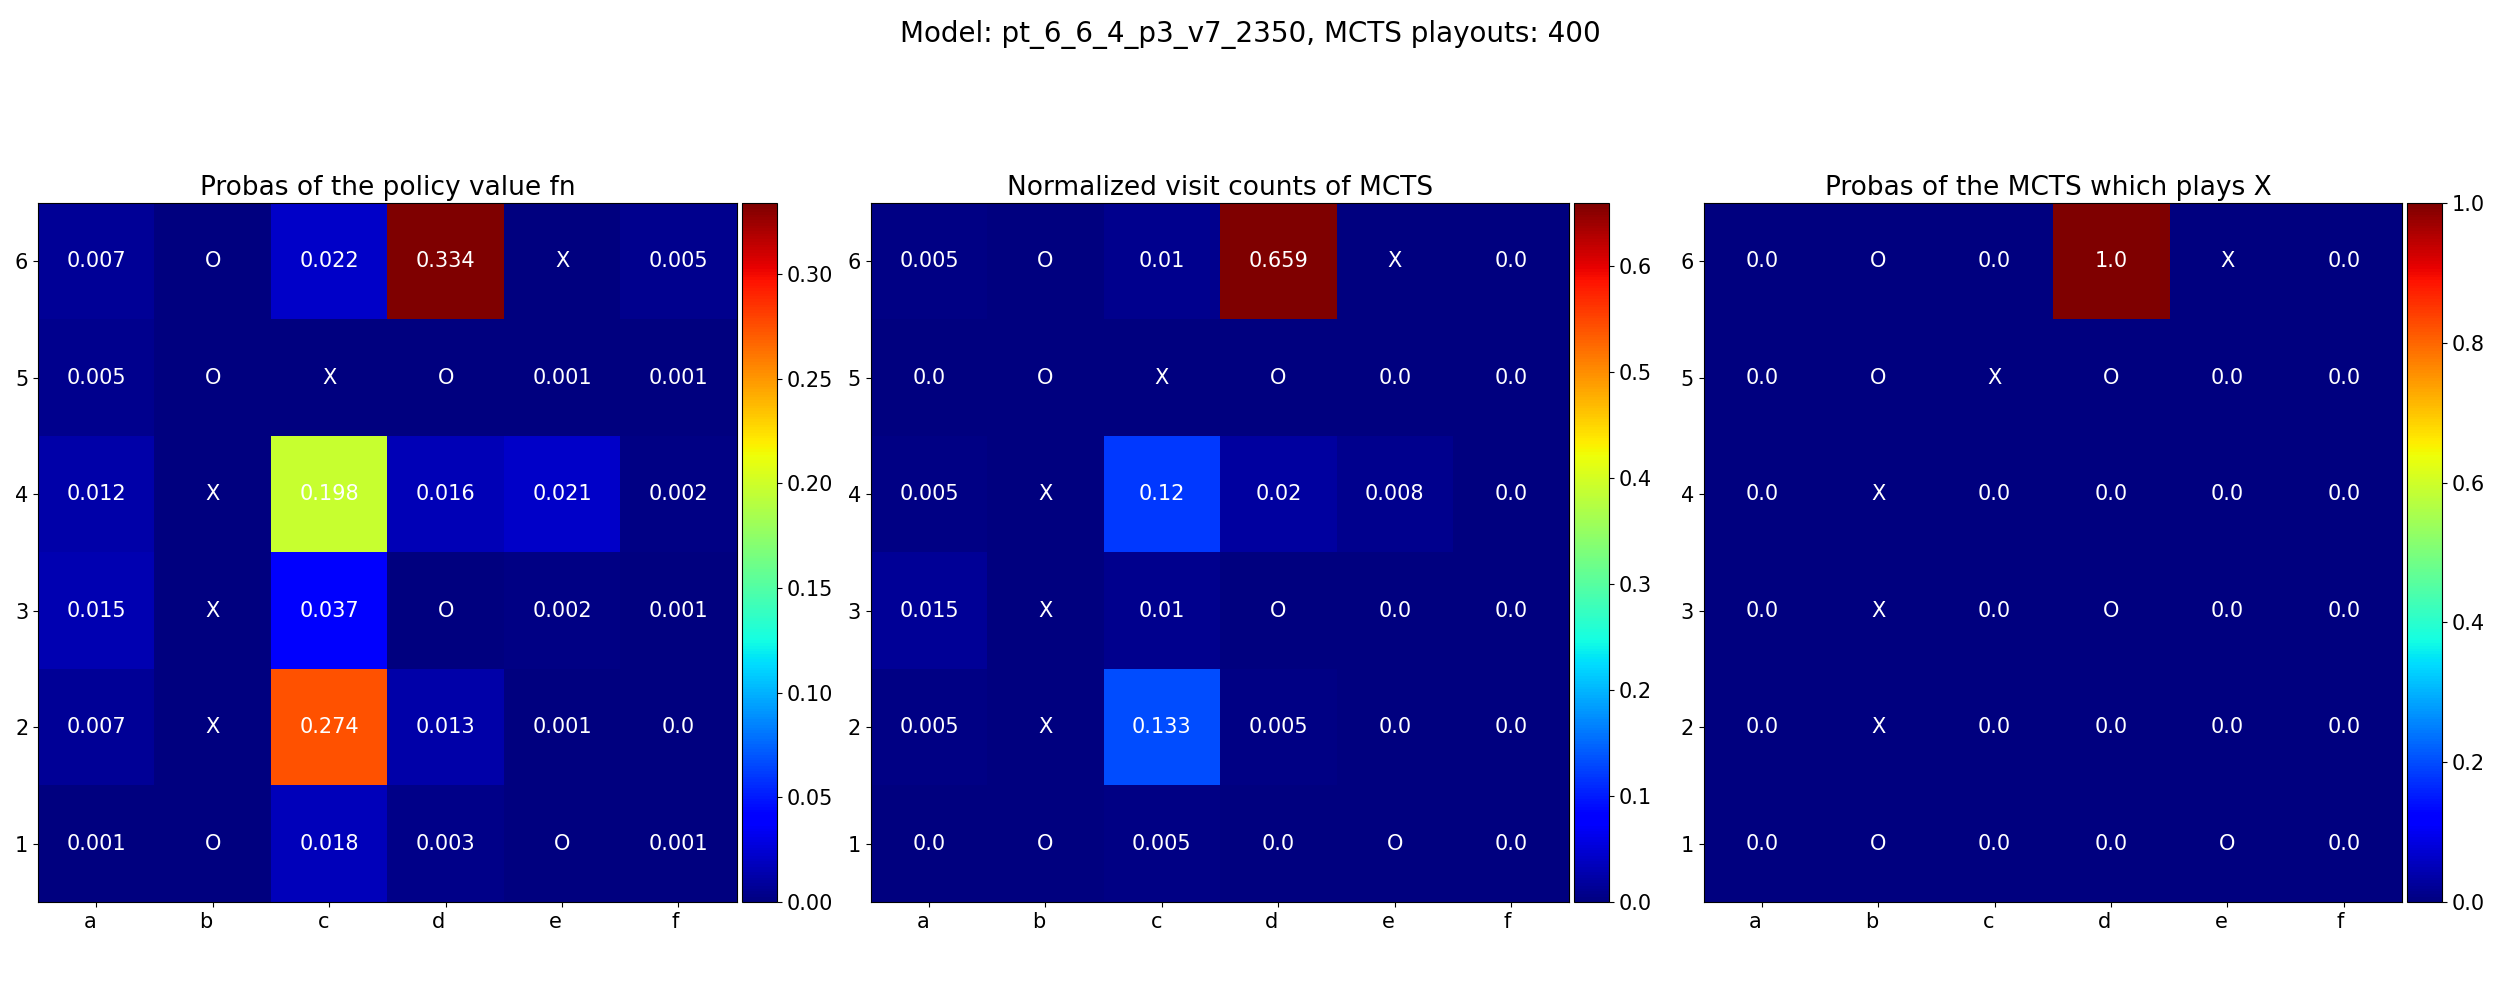 Model: pt_6_6_4_p3_v7_2350, MCTS playouts: 400
Probas of the policy value fn
6 0.007 O 0.022 0.334 X 0.005
5 0.005 O X O 0.001 0.001
4 0.012 X 0.198 0.016 0.021 0.002
3 0.015 X 0.037 O 0.002 0.001
2 0.007 X 0.274 0.013 0.001 0.0
1 0.001 O 0.018 0.003 O 0.001
a b c d e f
0.30
0.25
0.20
0.15
0.10
0.05
0.00
Normalized visit counts of MCTS
6 0.005 O 0.01 0.659 X 0.0
5 0.0 O X O 0.0 0.0
4 0.005 X 0.12 0.02 0.008 0.0
3 0.015 X 0.01 O 0.0 0.0
2 0.005 X 0.133 0.005 0.0 0.0
1 0.0 O 0.005 0.0 O 0.0
a b c d e f
0.6
0.5
0.4
0.3
0.2
0.1
0.0
Probas of the MCTS which plays X
6 0.0 O 0.0 1.0 X 0.0
5 0.0 O X O 0.0 0.0
4 0.0 X 0.0 0.0 0.0 0.0
3 0.0 X 0.0 O 0.0 0.0
2 0.0 X 0.0 0.0 0.0 0.0
1 0.0 O 0.0 0.0 O 0.0
a b c d e f
1.0
0.8
0.6
0.4
0.2
0.0